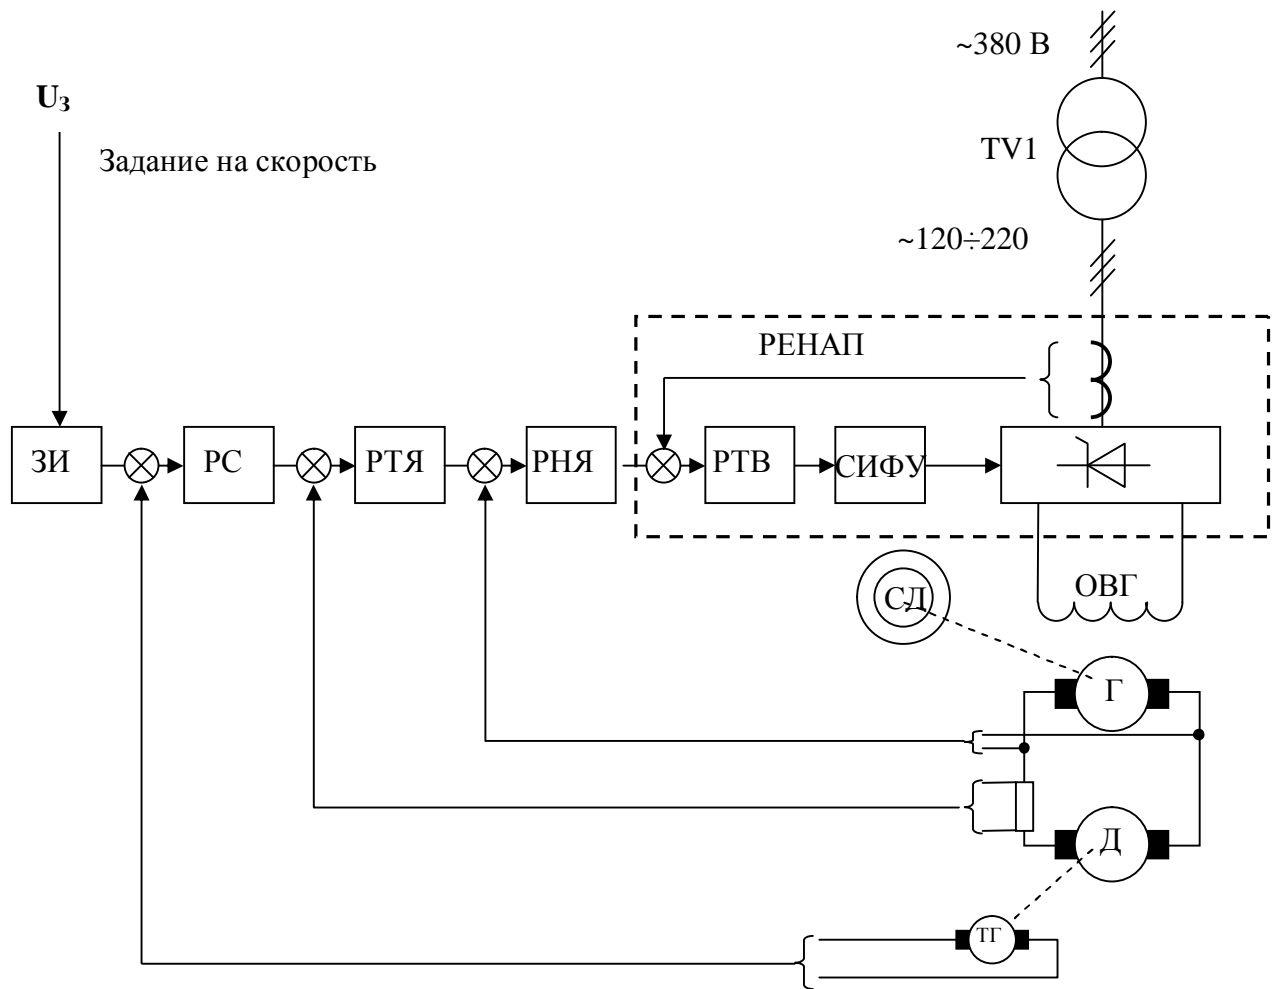 ~380 В
U₃
Задание на скорость
TV1
~120÷220
РЕНАП
ЗИ
РС
РТЯ
РНЯ
РТВ
СИФУ
ОВГ
СД
Г
Д
ТГ